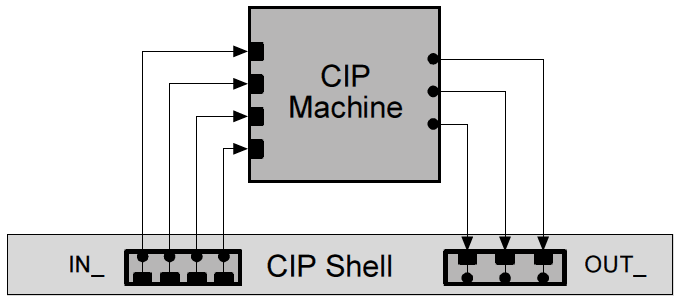 CIP
Machine
IN_
CIP Shell
OUT_